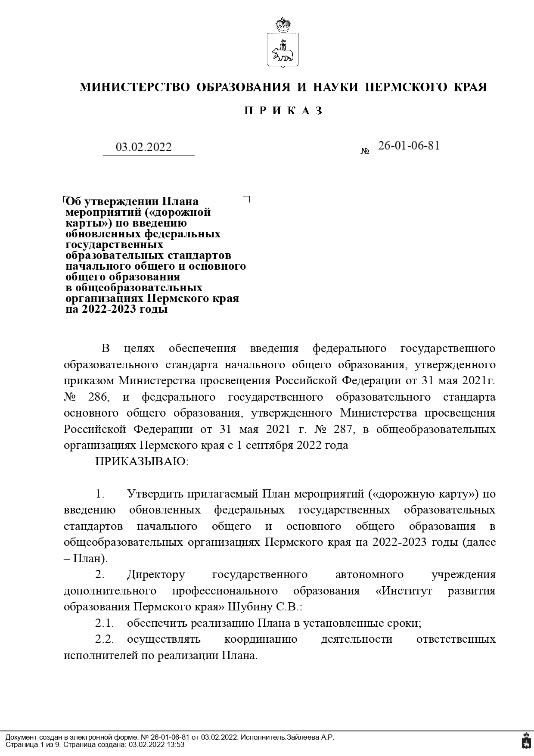 МИНИСТЕРСТВО ОБРАЗОВАНИЯ И НАУКИ ПЕРМСКОГО КРАЯ
П Р И К А З
03.02.2022
№ 26-01-06-81
Об утверждении Плана
мероприятий («дорожной
карты») по введению
обновленных федеральных
государственных
образовательных стандартов
начального общего и основного
общего образования
в общеобразовательных
организациях Пермского края
на 2022-2023 годы
В целях обеспечения введения федерального государственного
образовательного стандарта начального общего образования, утвержденного
приказом Министерства просвещения Российской Федерации от 31 мая 2021г.
№ 286, и федерального государственного образовательного стандарта
основного общего образования, утвержденного Министерства просвещения
Российской Федерации от 31 мая 2021 г. № 287, в общеобразовательных
организациях Пермского края с 1 сентября 2022 года
ПРИКАЗЫВАЮ:
1. Утвердить прилагаемый План мероприятий («дорожную карту») по
введению обновленных федеральных государственных образовательных
стандартов начального общего и основного общего образования в
общеобразовательных организациях Пермского края на 2022-2023 годы (далее
– План).
2. Директору государственного автономного учреждения
дополнительного профессионального образования «Институт развития
образования Пермского края» Шубину С.В.:
2.1. обеспечить реализацию Плана в установленные сроки;
2.2. осуществлять координацию деятельности ответственных
исполнителей по реализации Плана.
Документ создан в электронной форме. № 26-01-06-81 от 03.02.2022. Исполнитель:Зайлеева А.Р.
Страница 1 из 9. Страница создана: 03.02.2022 13:53